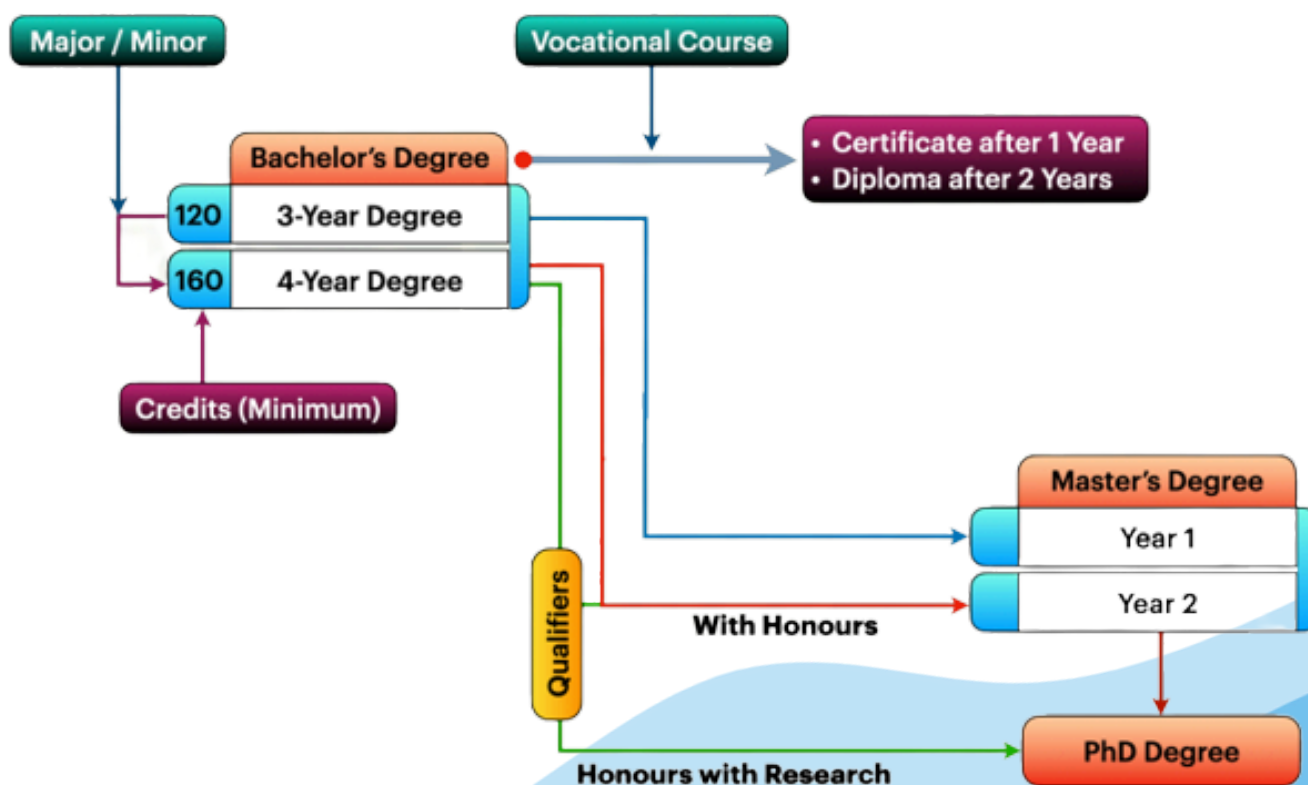 Major / Minor
Vocational Course
Bachelor's Degree
• Certificate after 1 Year
• Diploma after 2 Years
120
3-Year Degree
160
4-Year Degree
Credits (Minimum)
Master's Degree
Year 1
Year 2
Qualifiers
With Honours
PhD Degree
Honours with Research